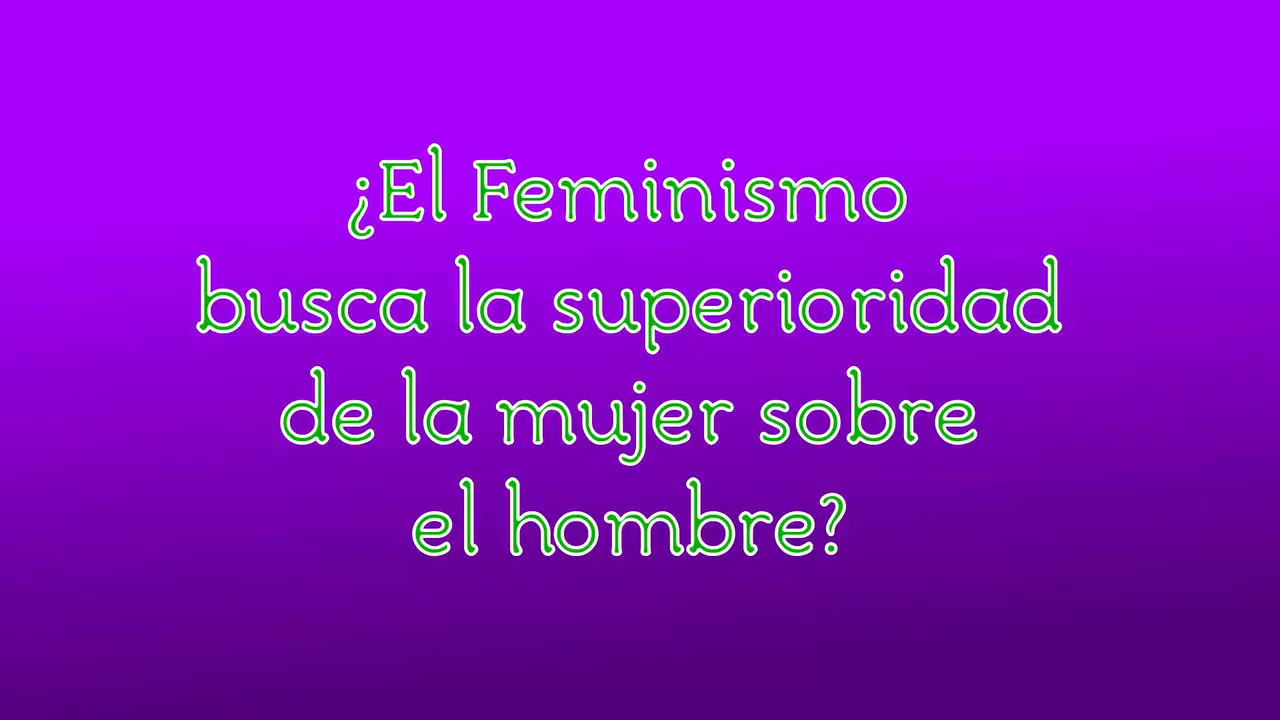 ¿El Feminismo
busca la superioridad
de la mujer sobre
el hombre?